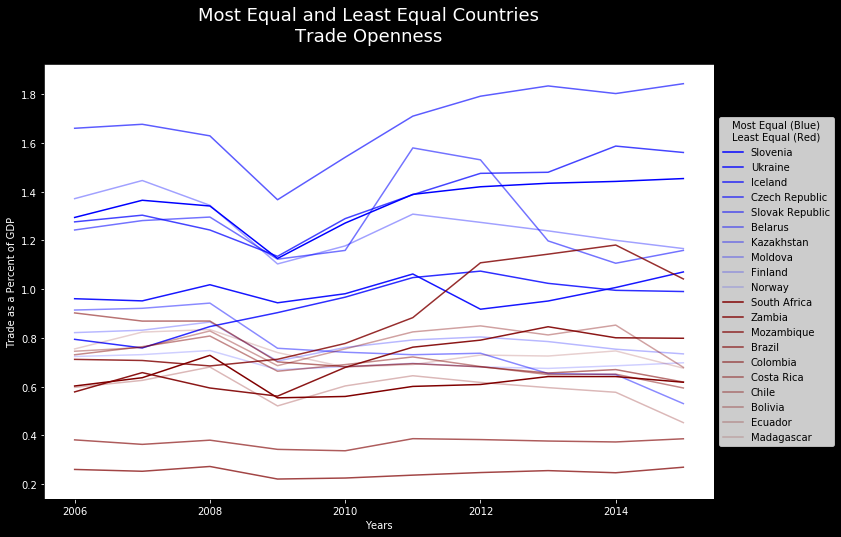 Most Equal and Least Equal Countries
Trade Openness
Trade as a Percent of GDP
1.8
1.6
1.4
1.2
1.0
0.8
0.6
0.4
0.2
2006
2008
2010
2012
2014
Years
Most Equal (Blue)
Least Equal (Red)
Slovenia
Ukraine
Iceland
Czech Republic
Slovak Republic
Belarus
Kazakhstan
Moldova
Finland
Norway
South Africa
Zambia
Mozambique
Brazil
Colombia
Costa Rica
Chile
Bolivia
Ecuador
Madagascar